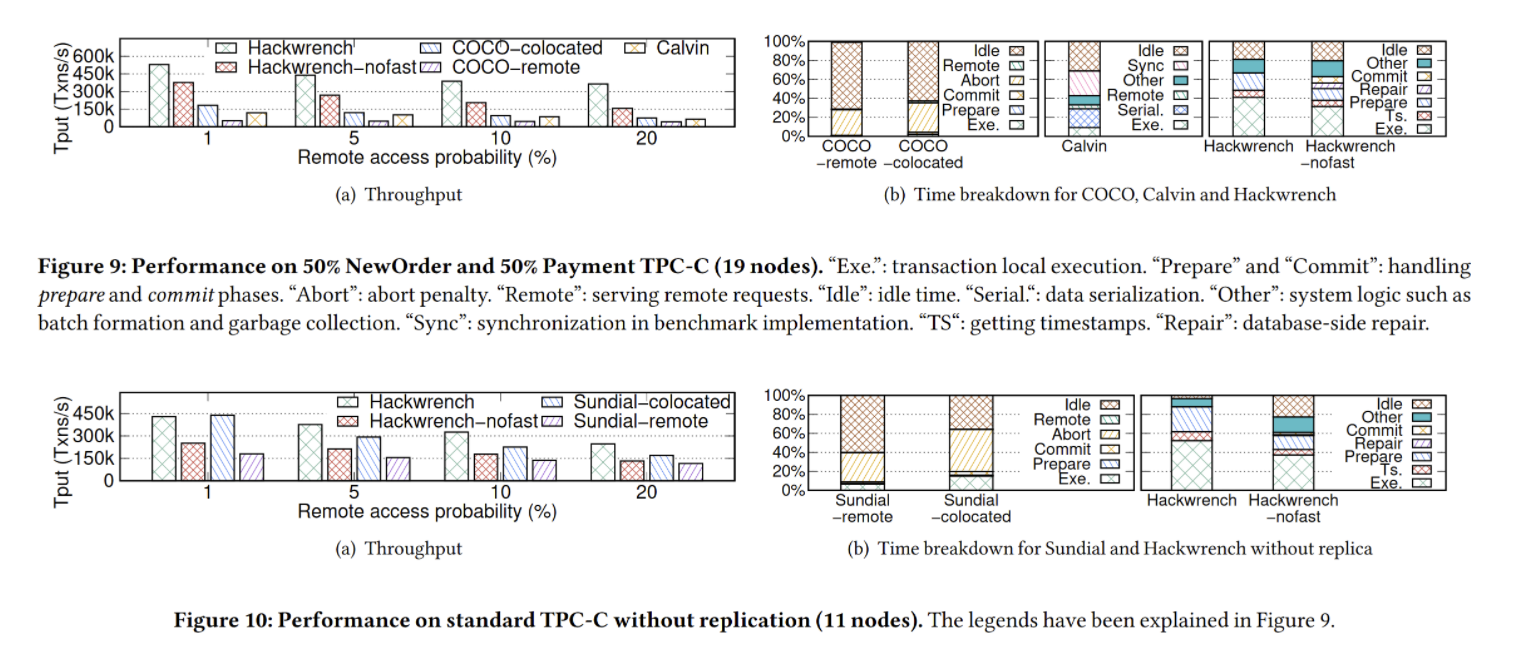 Tput (Txns/s)
600k
450k
300k
150k
0
Hackwrench
Hackwrench-nofast
COCO-colocated
COCO-remote
Calvin
1 5 10 20
Remote access probability (%)
(a) Throughput
100%
80%
60%
40%
20%
0%
Idle
Remote
Abort
Commit
Prepare
Exe.
COCO
-remote
COCO
-colocated
Idle
Sync
Other
Remote
Serial.
Exe.
Calvin
Idle
Other
Commit
Repair
Prepare
Ts.
Exe.
Hackwrench
Hackwrench
-nofast
(b) Time breakdown for COCO, Calvin and Hackwrench
Figure 9: Performance on 50% NewOrder and 50% Payment TPC-C (19 nodes). “Exe.”: transaction local execution. “Prepare” and “Commit”: handling
prepare and commit phases. “Abort”: abort penalty. “Remote”: serving remote requests. “Idle”: idle time. “Serial.“: data serialization. “Other”: system logic such as
batch formation and garbage collection. “Sync”: synchronization in benchmark implementation. “TS“: getting timestamps. “Repair”: database-side repair.
Tput (Txns/s)
450k
300k
150k
0
Hackwrench
Hackwrench-nofast
Sundial-colocated
Sundial-remote
1 5 10 20
Remote access probability (%)
(a) Throughput
100%
80%
60%
40%
20%
0%
Idle
Remote
Abort
Commit
Prepare
Exe.
Sundial
-remote
Sundial
-colocated
Idle
Other
Commit
Repair
Prepare
Ts.
Exe.
Hackwrench
Hackwrench
-nofast
(b) Time breakdown for Sundial and Hackwrench without replica
Figure 10: Performance on standard TPC-C without replication (11 nodes). The legends have been explained in Figure 9.